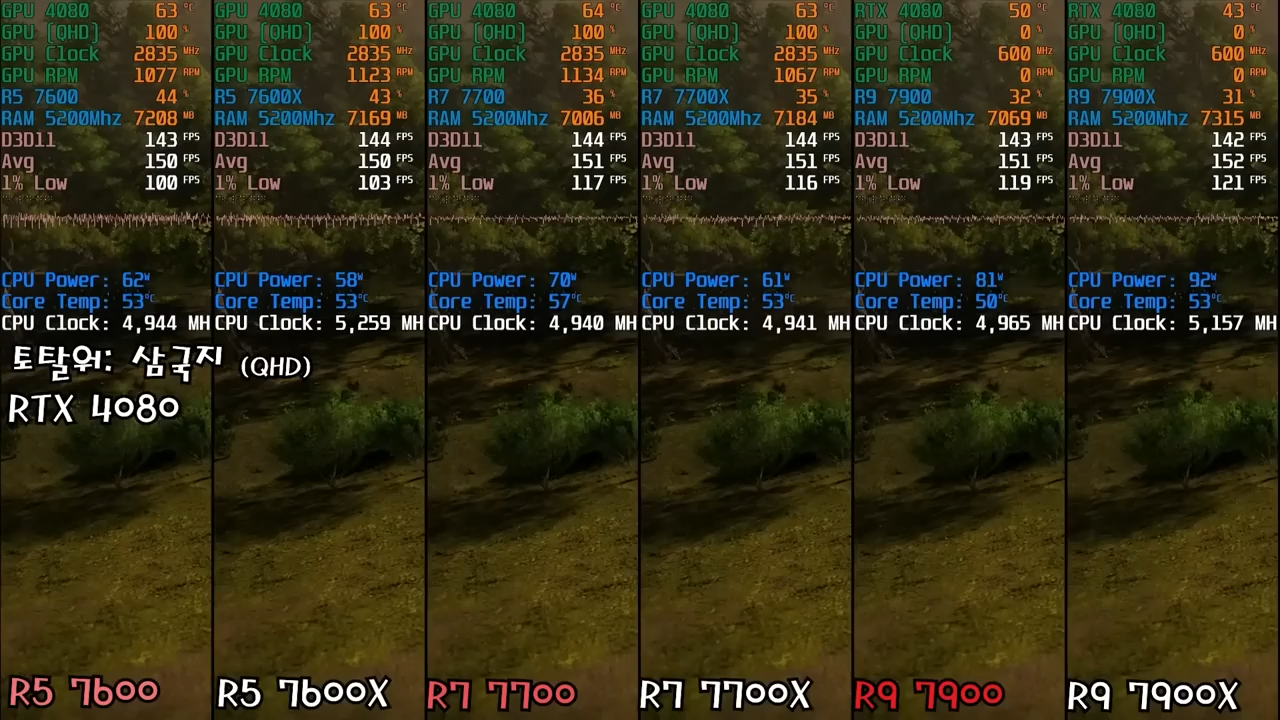 GPU 4080 63 °C GPU 4080 63 °C GPU 4080 64 °C GPU 4080 63 °C RTX 4080 50 °C RTX 4080 43 °C
GPU [QHD] 100 % GPU [QHD] 100 % GPU [QHD] 100 % GPU [QHD] 100 % GPU [QHD] 0 % GPU [QHD] 0 %
GPU Clock 2835 MHz GPU Clock 2835 MHz GPU Clock 2835 MHz GPU Clock 2835 MHz GPU Clock 600 MHz GPU Clock 600 MHz
GPU RPM 1077 RPM GPU RPM 1123 RPM GPU RPM 1134 RPM GPU RPM 1067 RPM GPU RPM 0 RPM GPU RPM 0 RPM
R5 7600 44 % R5 7600X 43 % R7 7700 36 % R7 7700X 35 % R9 7900 32 % R9 7900X 31 %
RAM 5200Mhz 7208 MB RAM 5200Mhz 7169 MB RAM 5200Mhz 7006 MB RAM 5200Mhz 7184 MB RAM 5200Mhz 7069 MB RAM 5200Mhz 7315 MB
D3D11 143 FPS D3D11 144 FPS D3D11 144 FPS D3D11 144 FPS D3D11 143 FPS D3D11 142 FPS
Avg 150 FPS Avg 150 FPS Avg 151 FPS Avg 151 FPS Avg 151 FPS Avg 152 FPS
1% Low 100 FPS 1% Low 103 FPS 1% Low 117 FPS 1% Low 116 FPS 1% Low 119 FPS 1% Low 121 FPS
CPU Power: 62W CPU Power: 58W CPU Power: 70W CPU Power: 61W CPU Power: 81W CPU Power: 92W
Core Temp: 53°C Core Temp: 53°C Core Temp: 57°C Core Temp: 53°C Core Temp: 50°C Core Temp: 53°C
CPU Clock: 4,944 MH CPU Clock: 5,259 MH CPU Clock: 4,940 MH CPU Clock: 4,941 MH CPU Clock: 4,965 MH CPU Clock: 5,157 MH
토탈워: 삼국지 (QHD)
RTX 4080
R5 7600 R5 7600X R7 7700 R7 7700X R9 7900 R9 7900X